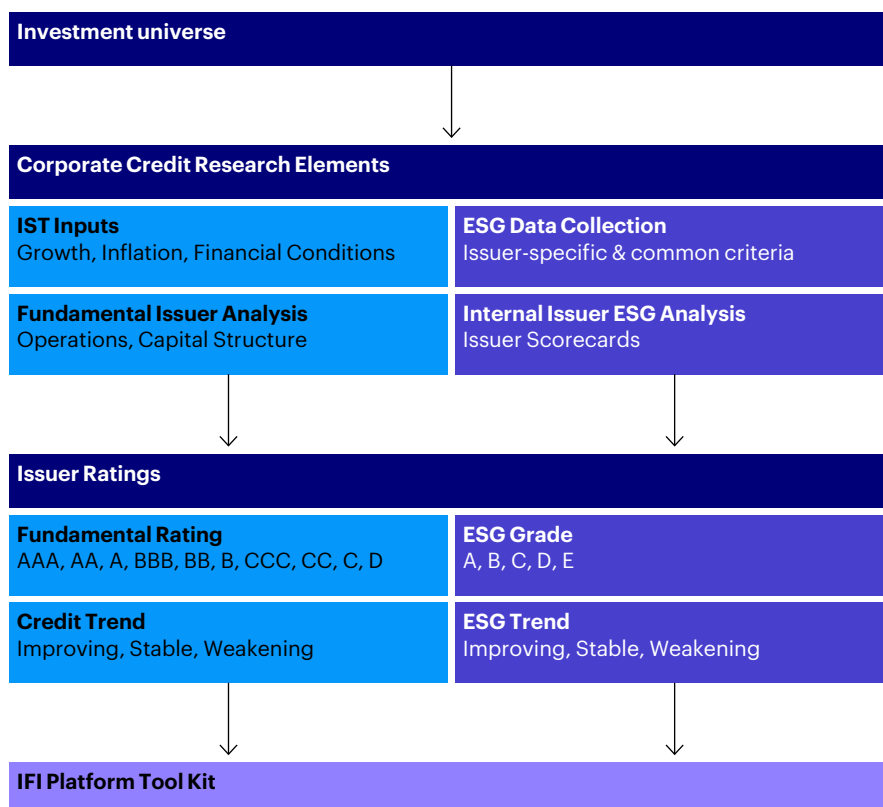 Investment universe
Corporate Credit Research Elements
IST Inputs
Growth, Inflation, Financial Conditions
ESG Data Collection
Issuer-specific & common criteria
Fundamental Issuer Analysis
Operations, Capital Structure
Internal Issuer ESG Analysis
Issuer Scorecards
Issuer Ratings
Fundamental Rating
AAA, AA, A, BBB, BB, B, CCC, CC, C, D
ESG Grade
A, B, C, D, E
Credit Trend
Improving, Stable, Weakening
ESG Trend
Improving, Stable, Weakening
IFI Platform Tool Kit